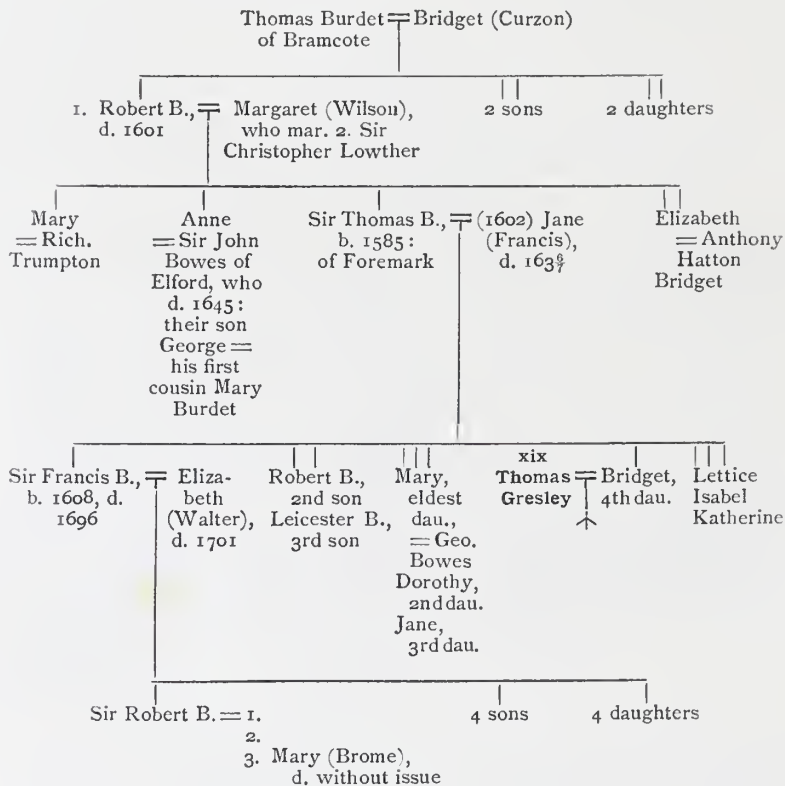 Thomas Burdet = Bridget (Curzon)
of Bramcote
1. Robert B., = Margaret (Wilson), 2 sons 2 daughters
d. 1601 who mar. 2. Sir
Christopher Lowther
Mary Anne Sir Thomas B., = (1602) Jane Elizabeth
= Rich. = Sir John b. 1585: (Francis), = Anthony
Trumpton Bowes of of Foremark d. 163 6/7 Hatton
Elford, who Bridget
d. 1645:
their son
George =
his first
cousin Mary
Burdet
xix
Sir Francis B., = Eliza- Robert B., Mary, Thomas = Bridget, Lettice
b. 1608, d. beth 2nd son eldest Gresley 4th dau. Isabel
1696 (Walter), Leicester B., dau., Katherine
d. 1701 3rd son = Geo.
Bowes
Dorothy,
2nd dau.
Jane,
3rd dau.
Sir Robert B. = 1. 4 sons 4 daughters
2.
3. Mary (Brome),
d. without issue